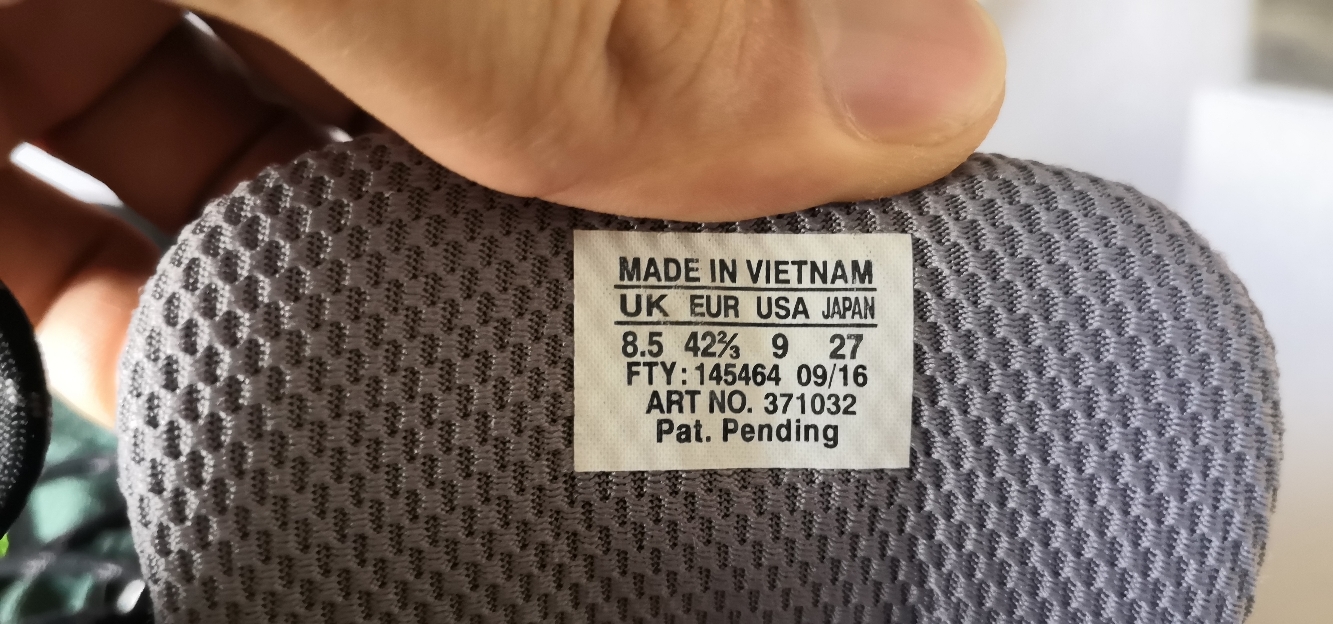 MADE IN VIETNAM
UK EUR USA JAPAN
8.5 42⅔ 9 27
FTY: 145464 09/16
ART NO. 371032
Pat. Pending